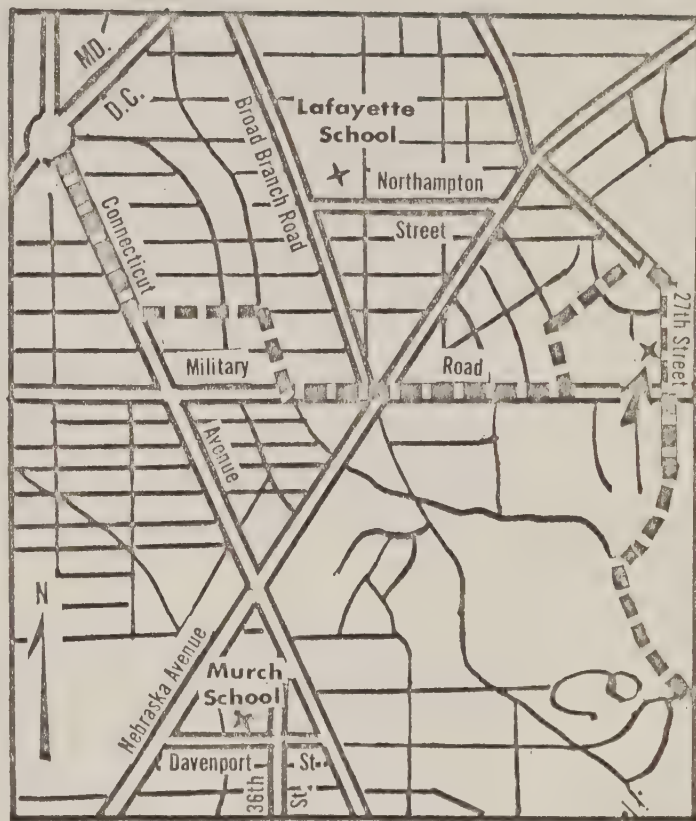 MD.
D.C.
Broad Branch Road
Lafayette
School
Northampton
Street
Connecticut
27th Street
Military
Road
Avenue
N
Nebraska Avenue
Murch
School
Davenport
St
36th
St.